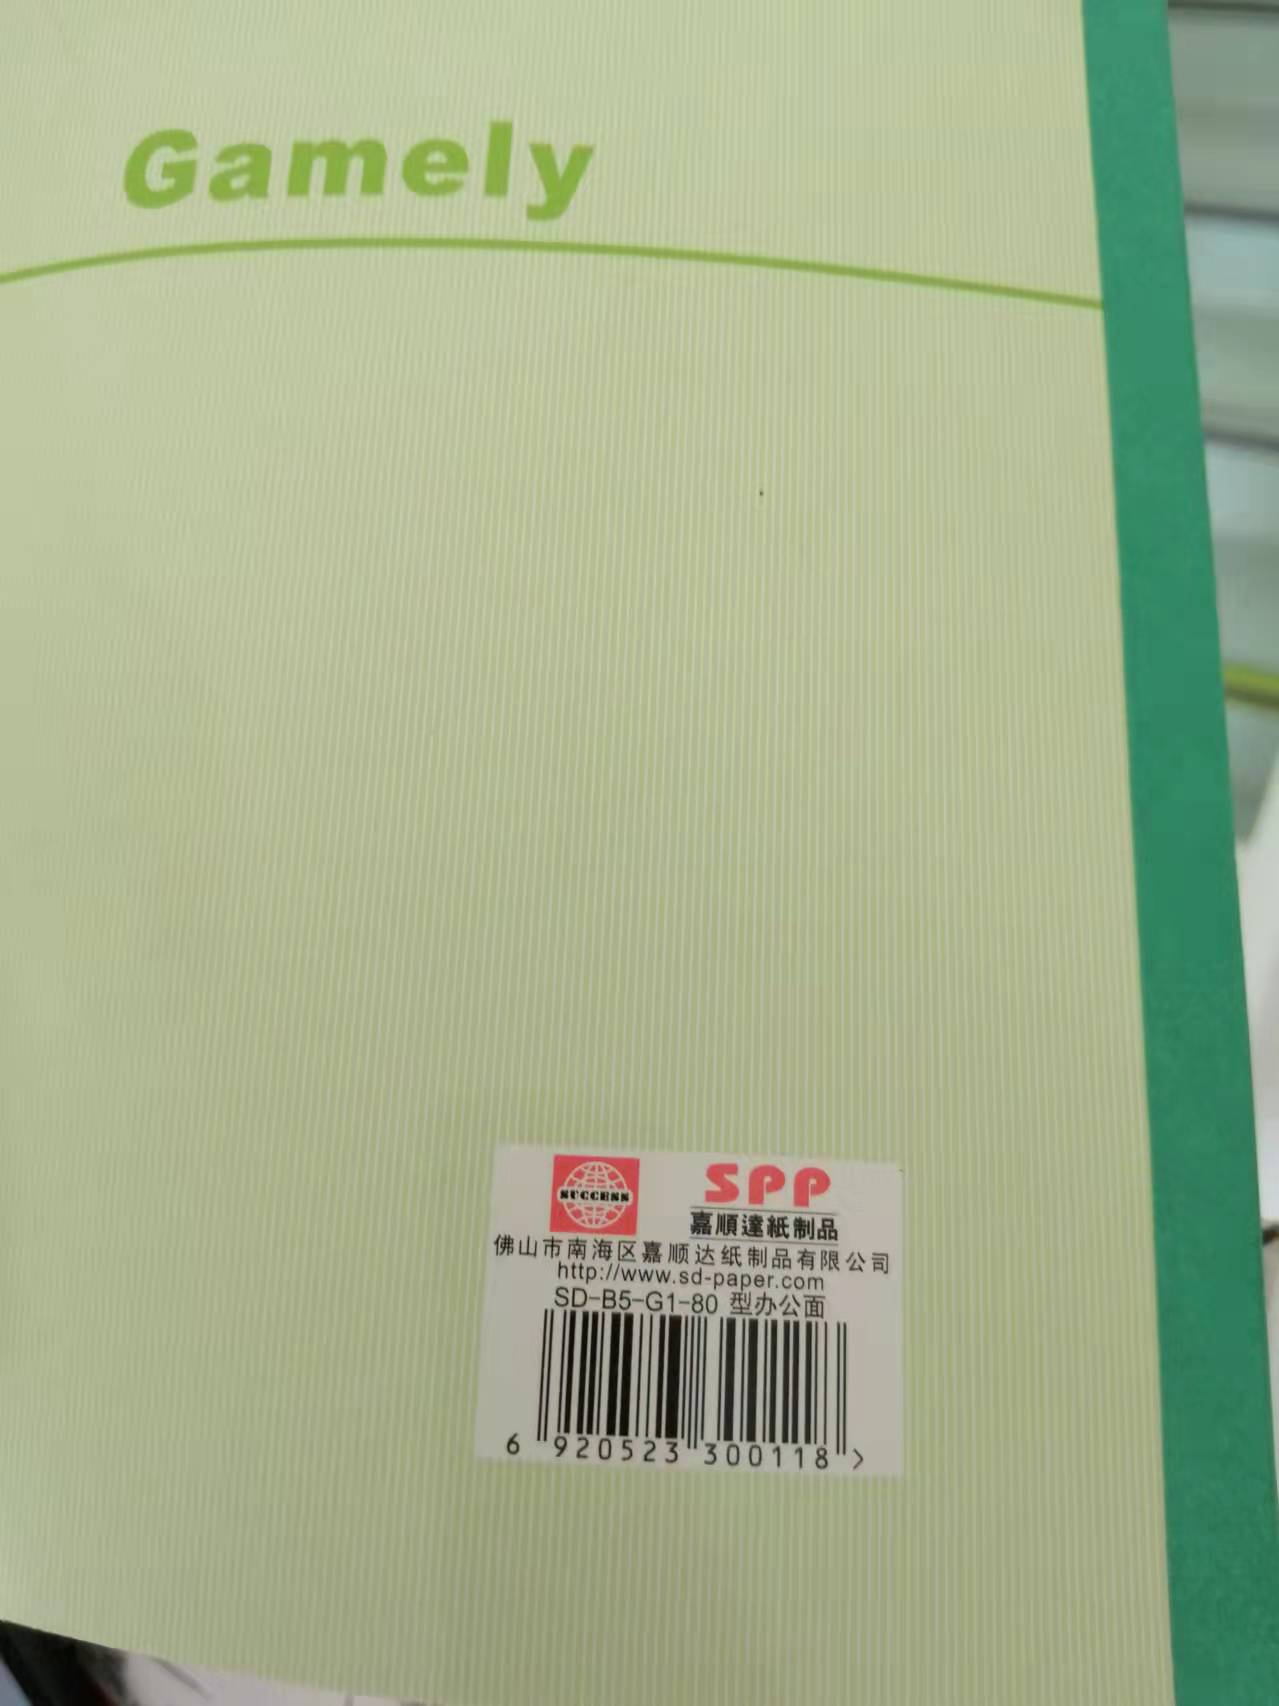 Gamely
SUCCESS
SPP
嘉順達紙制品
佛山市南海区嘉顺达纸制品有限公司
http://www.sd-paper.com
SD-B5-G1-80 型办公面
6 920523 300118 >